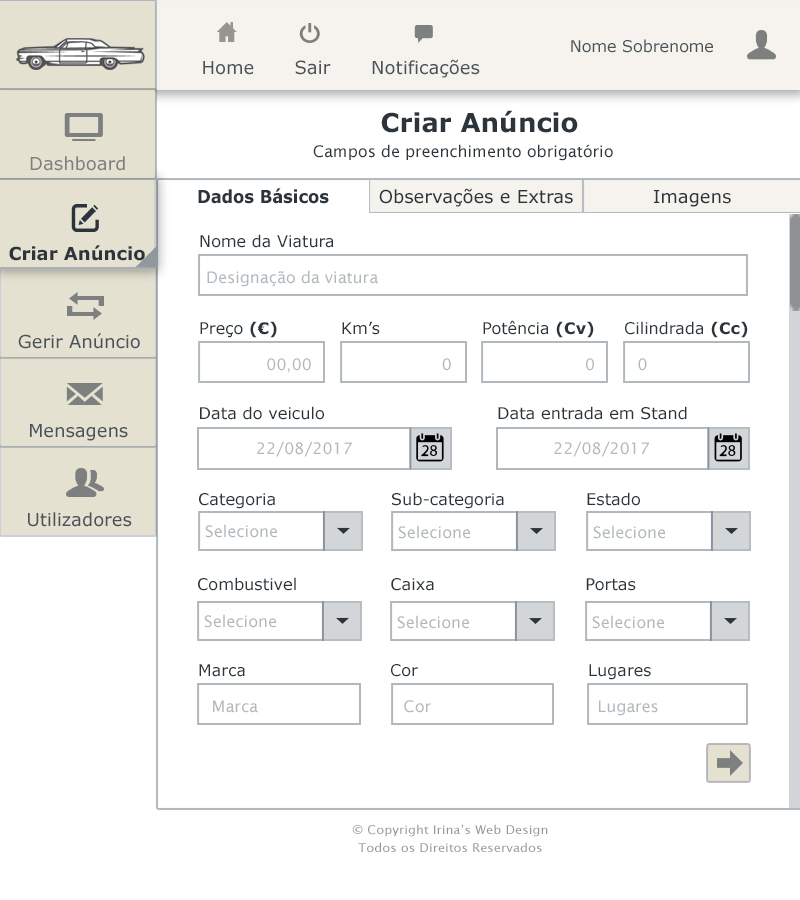 Home Sair Notificações
Nome Sobrenome
Dashboard
Criar Anúncio
Gerir Anúncio
Mensagens
Utilizadores
Criar Anúncio
Campos de preenchimento obrigatório
Dados Básicos Observações e Extras Imagens
Nome da Viatura
Designação da viatura
Preço (€) Km's Potência (Cv) Cilindrada (Cc)
00,00 0 0 0
Data do veiculo Data entrada em Stand
22/08/2017 28 22/08/2017 28
Categoria Sub-categoria Estado
Selecione Selecione Selecione
Combustivel Caixa Portas
Selecione Selecione Selecione
Marca Cor Lugares
Marca Cor Lugares
© Copyright Irina's Web Design
Todos os Direitos Reservados